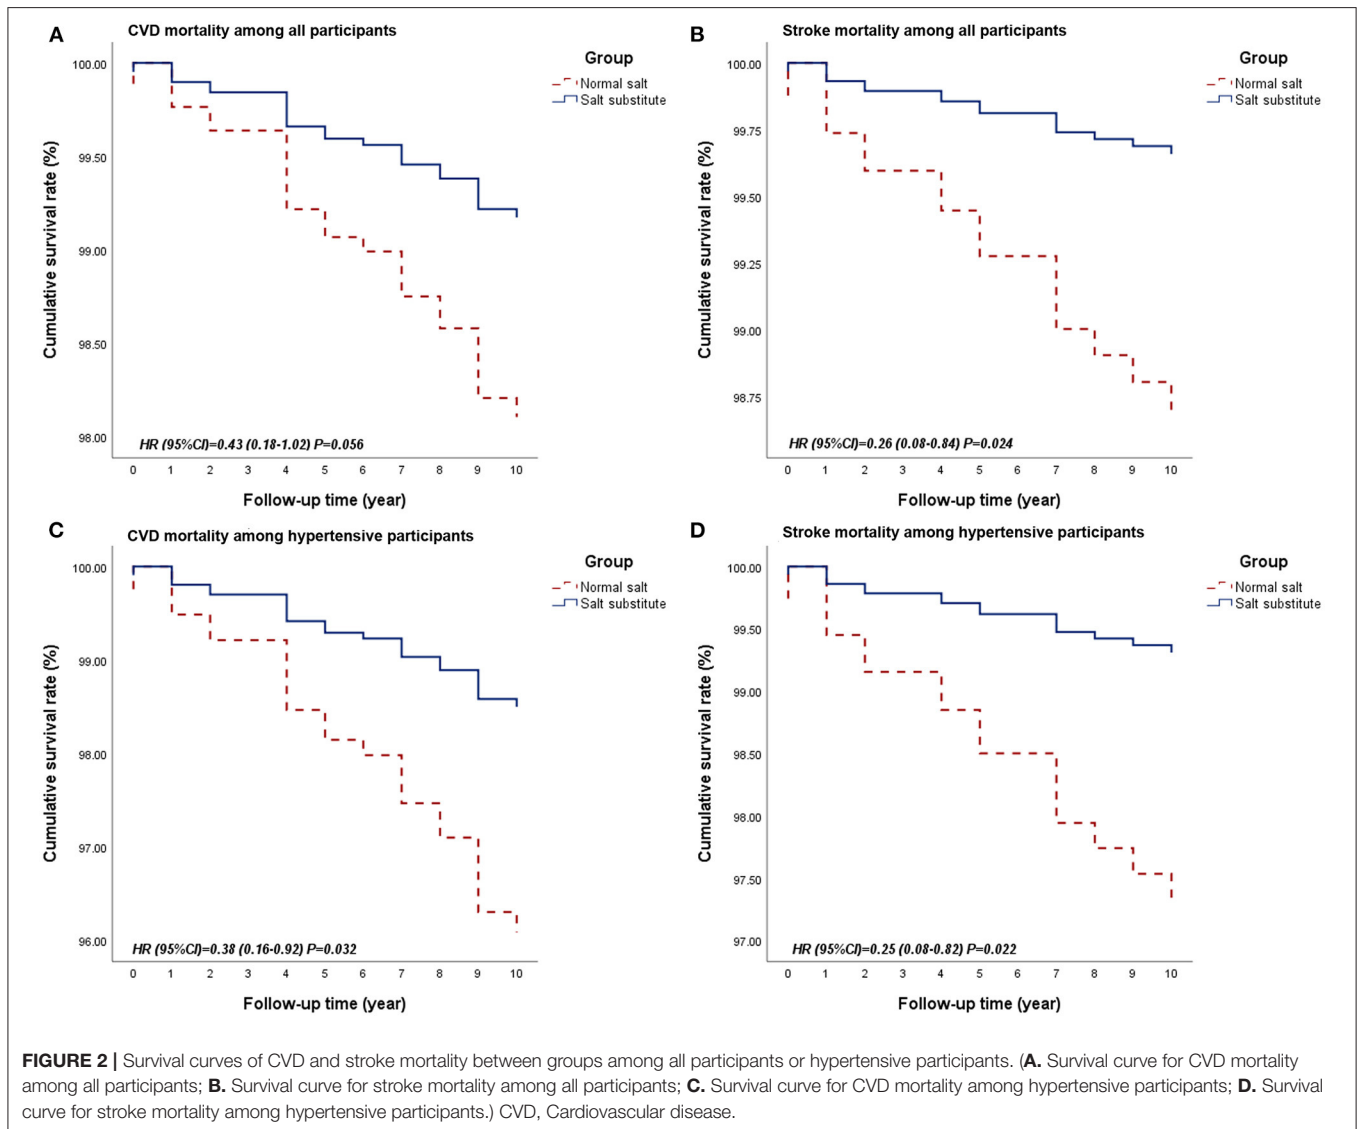 A
CVD mortality among all participants
Group
Normal salt
Salt substitute
Cumulative survival rate (%)
100.00
99.50
99.00
98.50
98.00
HR (95%CI)=0.43 (0.18-1.02) P=0.056
0 1 2 3 4 5 6 7 8 9 10
Follow-up time (year)
B
Stroke mortality among all participants
Group
Normal salt
Salt substitute
Cumulative survival rate (%)
100.00
99.75
99.50
99.25
99.00
98.75
HR (95%CI)=0.26 (0.08-0.84) P=0.024
0 1 2 3 4 5 6 7 8 9 10
Follow-up time (year)
C
CVD mortality among hypertensive participants
Group
Normal salt
Salt substitute
Cumulative survival rate (%)
100.00
99.00
98.00
97.00
96.00
HR (95%CI)=0.38 (0.16-0.92) P=0.032
0 1 2 3 4 5 6 7 8 9 10
Follow-up time (year)
D
Stroke mortality among hypertensive participants
Group
Normal salt
Salt substitute
Cumulative survival rate (%)
100.00
99.50
99.00
98.50
98.00
97.50
97.00
HR (95%CI)=0.25 (0.08-0.82) P=0.022
0 1 2 3 4 5 6 7 8 9 10
Follow-up time (year)
FIGURE 2 | Survival curves of CVD and stroke mortality between groups among all participants or hypertensive participants. (A. Survival curve for CVD mortality
among all participants; B. Survival curve for stroke mortality among all participants; C. Survival curve for CVD mortality among hypertensive participants; D. Survival
curve for stroke mortality among hypertensive participants.) CVD, Cardiovascular disease.